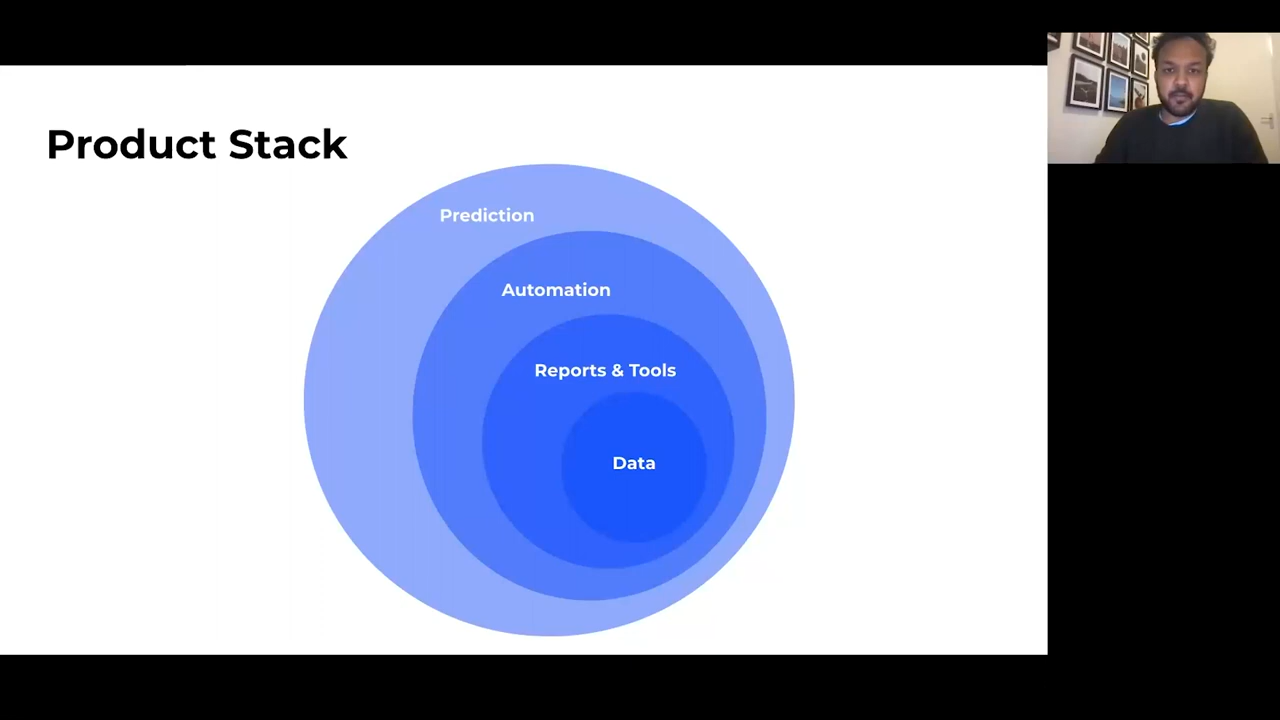 Product Stack
Prediction
Automation
Reports & Tools
Data